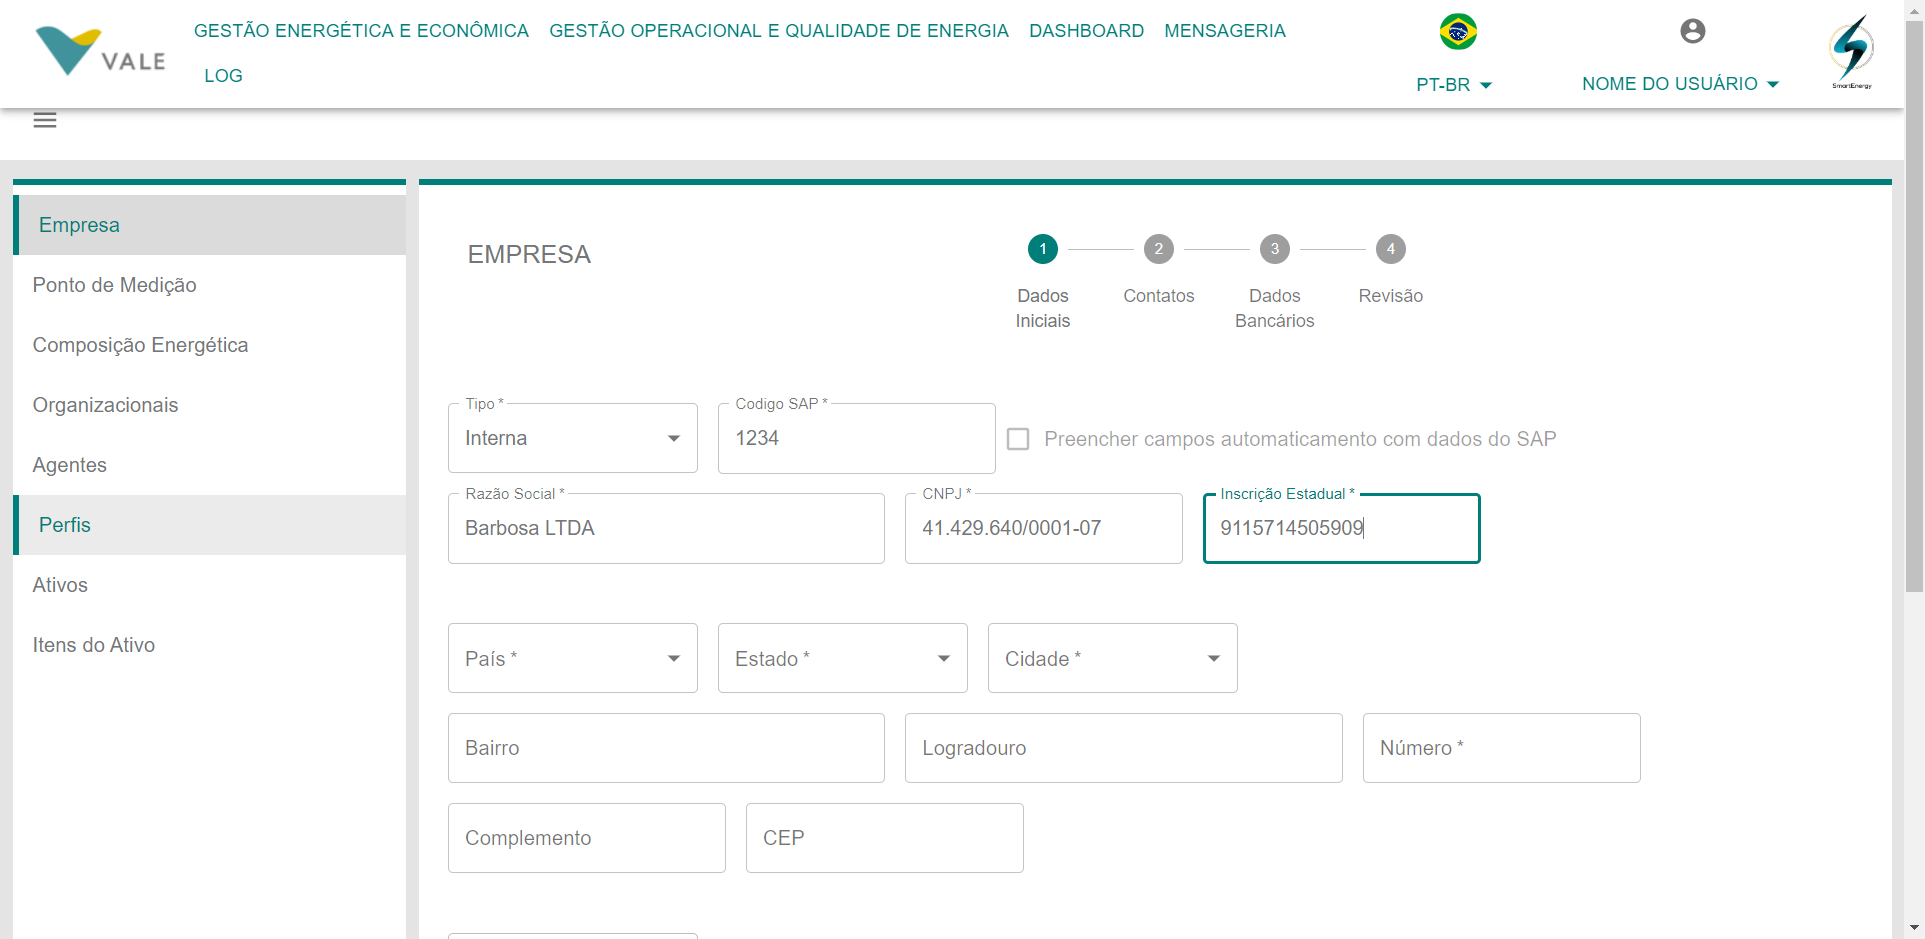 VALE
GESTÃO ENERGÉTICA E ECONÔMICA GESTÃO OPERACIONAL E QUALIDADE DE ENERGIA DASHBOARD MENSAGERIA
LOG
PT-BR
NOME DO USUÁRIO
SmartEnergy
Empresa
Ponto de Medição
Composição Energética
Organizacionais
Agentes
Perfis
Ativos
Itens do Ativo
EMPRESA
1 2 3 4
Dados Iniciais
Contatos
Dados Bancários
Revisão
Tipo *
Interna
Codigo SAP *
1234
Preencher campos automaticamento com dados do SAP
Razão Social *
Barbosa LTDA
CNPJ *
41.429.640/0001-07
Inscrição Estadual *
9115714505909
País *
Estado *
Cidade *
Bairro
Logradouro
Número *
Complemento
CEP